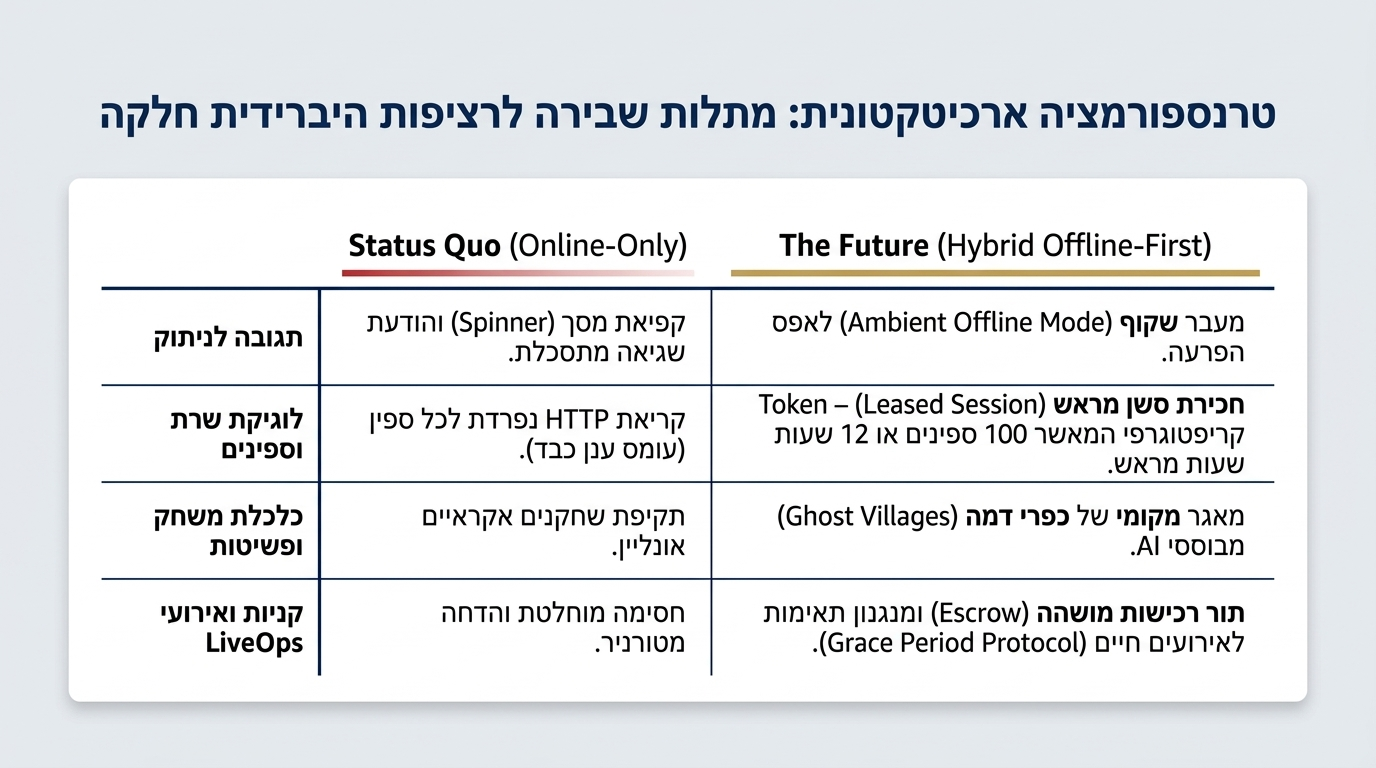 טרנספורמציה ארכיטקטונית: מתלות שבירה לרציפות היברידית חלקה
Status Quo (Online-Only)
The Future (Hybrid Offline-First)
תגובה לניתוק
קפיאת מסך (Spinner) והודעת
שגיאה מתסכלת.
מעבר שקוף (Ambient Offline Mode) לאפס
הפרעה.
לוגיקת שרת
וספינים
קריאת HTTP נפרדת לכל ספין
(עומס ענן כבד).
חכירת סשן מראש (Leased Session) – Token
קריפטוגרפי המאשר 100 ספינים או 12 שעות
שעות מראש.
כלכלת משחק
ופשיטות
תקיפת שחקנים אקראיים
אונליין.
מאגר מקומי של כפרי דמה (Ghost Villages)
מבוססי AI.
קניות ואירועי
LiveOps
חסימה מוחלטת והדחה
מטורניר.
תור רכישות מושהה (Escrow) ומנגנון תאימות
לאירועים חיים (Grace Period Protocol).